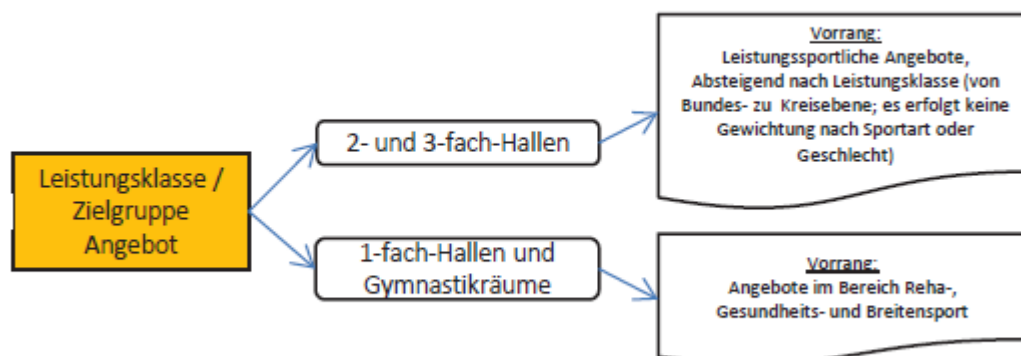 Leistungsklasse /
Zielgruppe
Angebot
2- und 3-fach-Hallen
Vorrang:
Leistungssportliche Angebote,
Absteigend nach Leistungsklasse (von
Bundes- zu Kreisebene; es erfolgt keine
Gewichtung nach Sportart oder
Geschlecht)
1-fach-Hallen und
Gymnastikräume
Vorrang:
Angebote im Bereich Reha-,
Gesundheits- und Breitensport